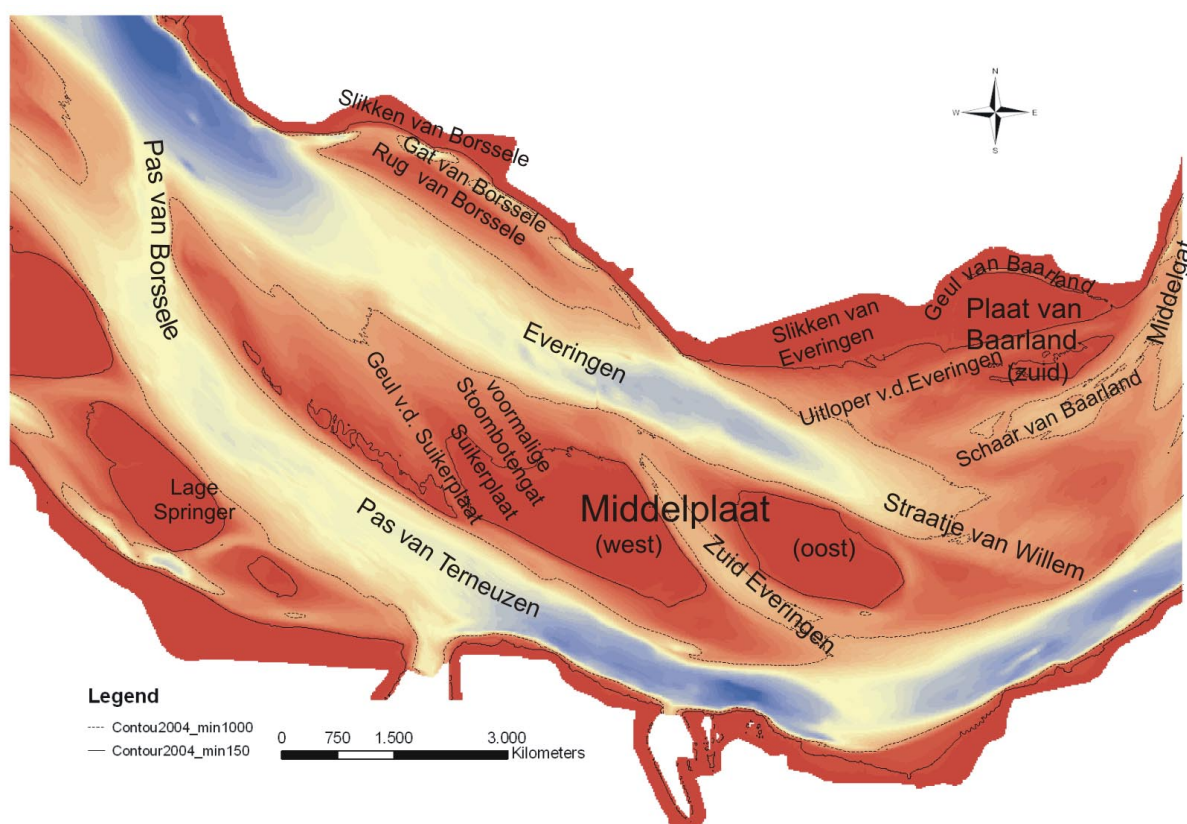 N
W
E
S
Slikken van Borssele
Gat van Borssele
Rug van Borssele
Pas van Borssele
Everingen
Geul van Baarland
Plaat van
Baarland
(zuid)
Middelgat
Slikken van
Everingen
Uitloper v.d.Everingen
Schaar van Baarland
Geul v.d. Suikerplaat
voormalige
Stoombotengat
Suikerplaat
Lage
Springer
Middelplaat
(west)
(oost)
Straatje van Willem
Zuid Everingen
Pas van Terneuzen
Legend
Contou2004_min1000
Contour2004_min150
0 750 1.500 3.000
Kilometers